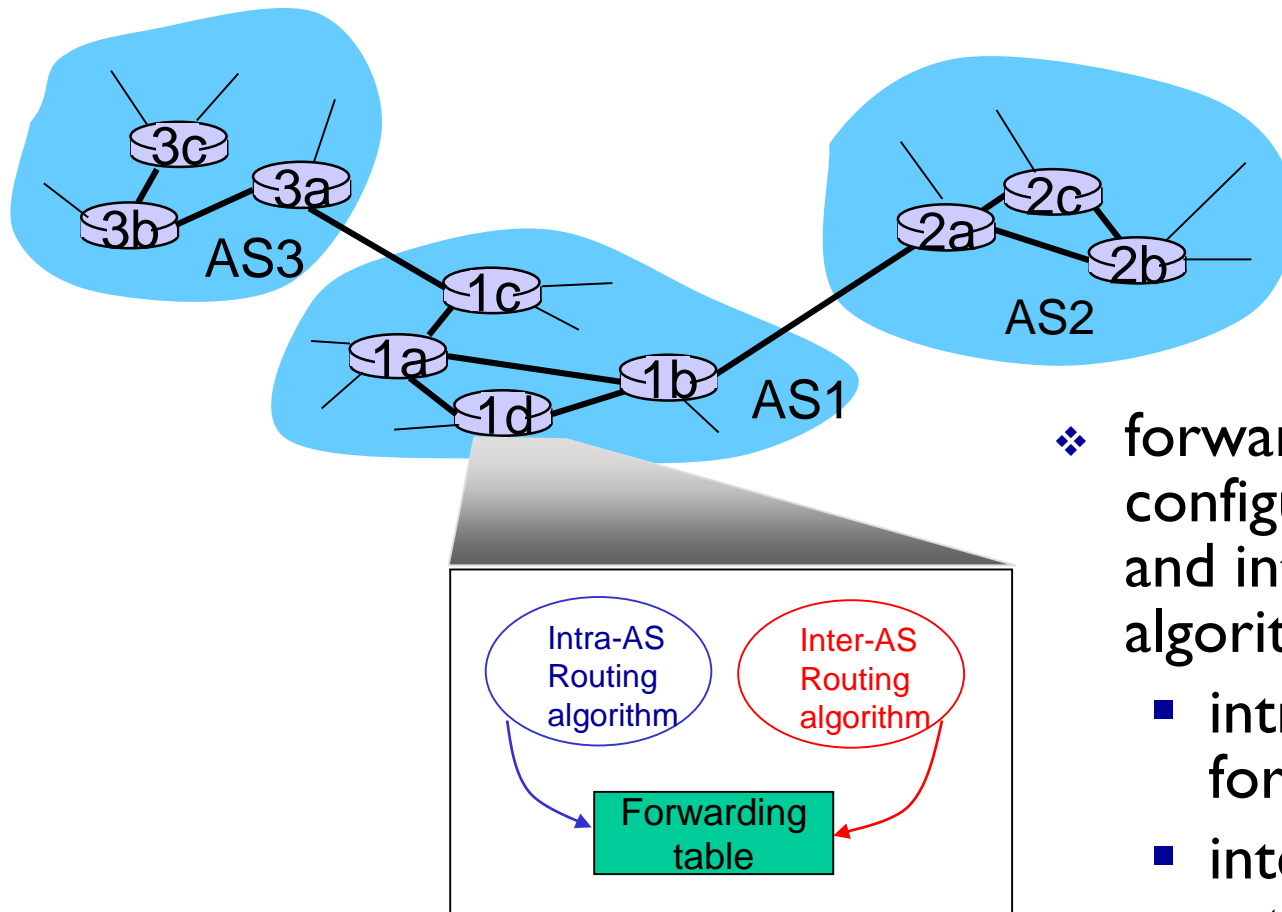 3c
3a
3b
AS3
2c
2a
2b
AS2
1c
1a
1b
1d
AS1
Intra-AS
Routing
algorithm
Inter-AS
Routing
algorithm
Forwarding
table
❖ forwar
configu
and in
algorit
▪ intr
for
▪ inte